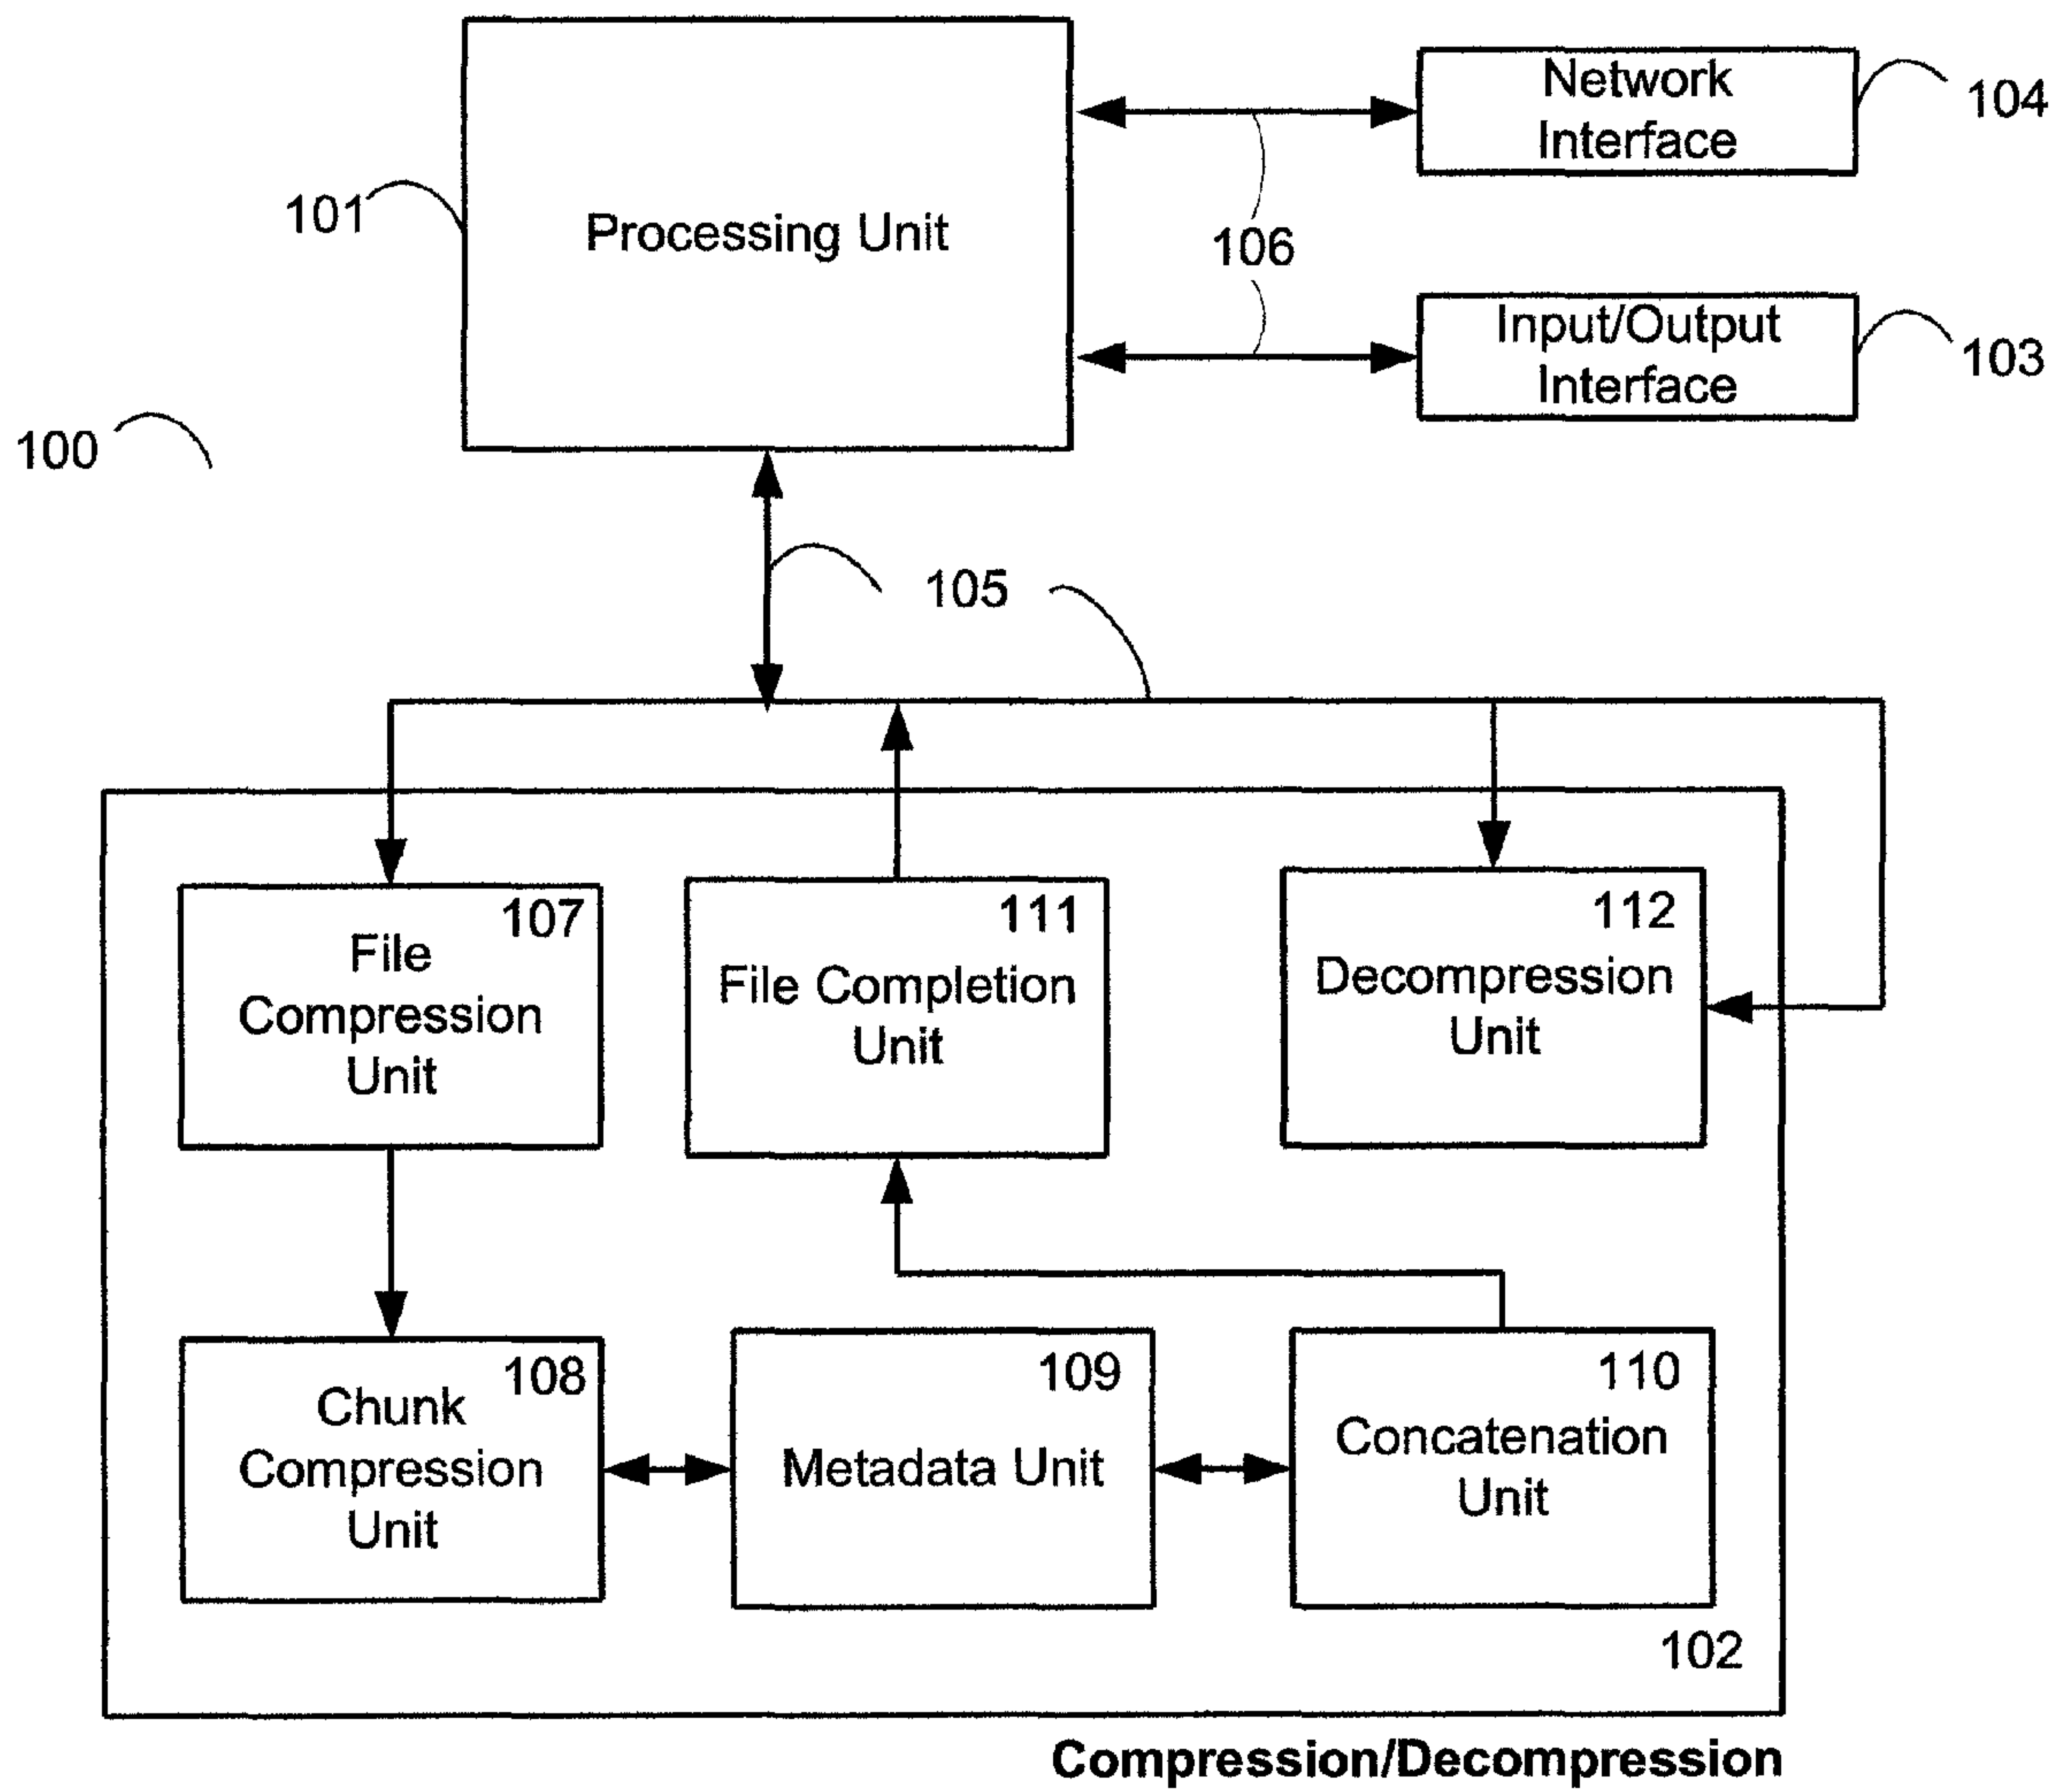 Network
Interface
104
101
Processing Unit
106
Input/Output
Interface
103
100
105
107
File
Compression
Unit
111
File Completion
Unit
112
Decompression
Unit
108
Chunk
Compression
Unit
109
Metadata Unit
110
Concatenation
Unit
102
Compression/Decompression